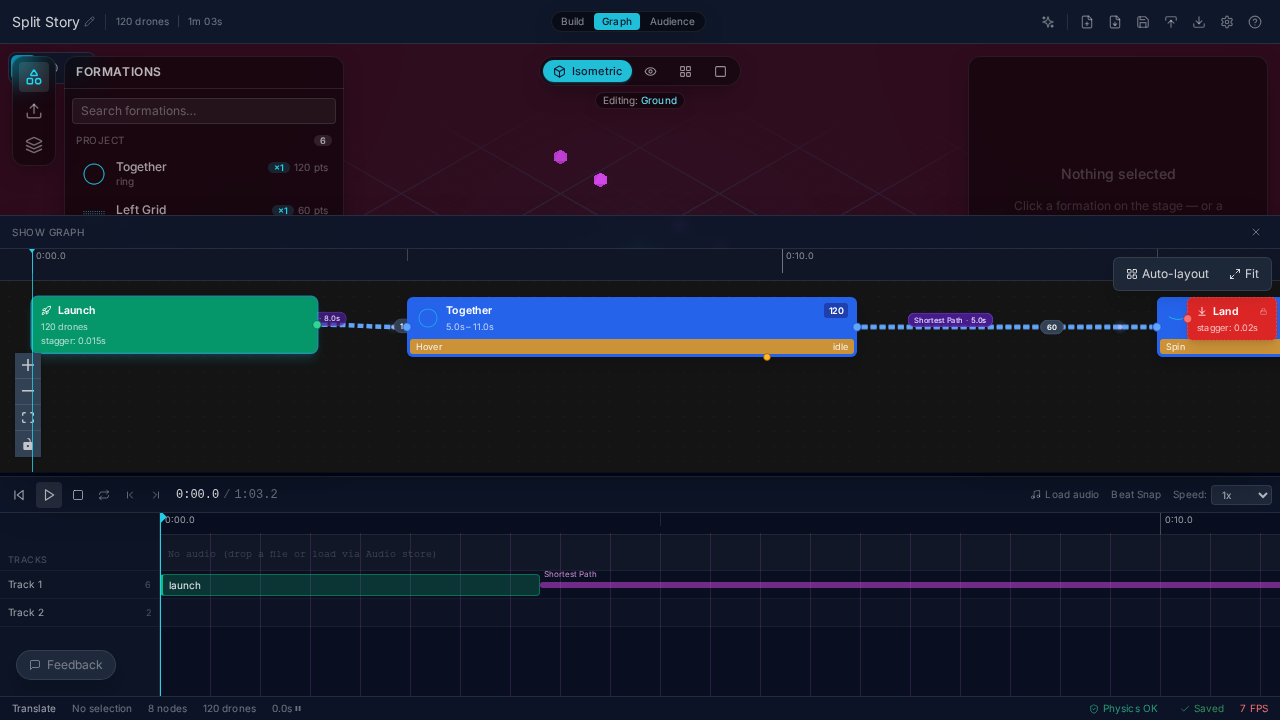 Split Story
120 drones
1m 03s
Build
Graph
Audience
FORMATIONS
Search formations...
PROJECT
6
Together
ring
×1
120 pts
Left Grid
×1
60 pts
Isometric
Editing: Ground
Nothing selected
Click a formation on the stage — or a
SHOW GRAPH
0:00.0
0:10.0
Auto-layout
Fit
Launch
120 drones
stagger: 0.015s
8.0s
Together
5.0s– 11.0s
120
Hover
idle
Shortest Path · 5.0s
60
Land
stagger: 0.02s
Spin
0:00.0 / 1:03.2
Load audio
Beat Snap
Speed:
1x
0:00.0
0:10.0
TRACKS
No audio (drop a file or load via Audio store)
Track 1
6
launch
Shortest Path
Track 2
2
Feedback
Translate
No selection
8 nodes
120 drones
0.0s
Physics OK
Saved
7 FPS